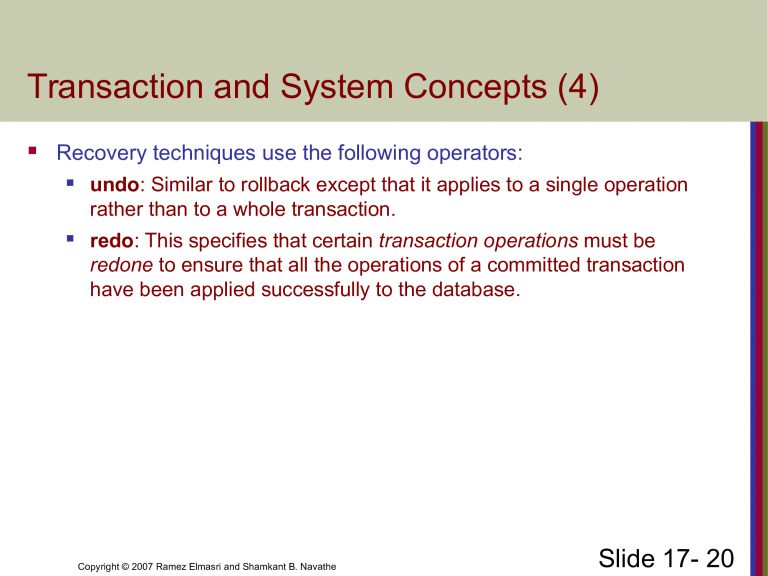 Transaction and System Concepts (4)
Recovery techniques use the following operators:
undo: Similar to rollback except that it applies to a single operation
rather than to a whole transaction.
redo: This specifies that certain transaction operations must be
redone to ensure that all the operations of a committed transaction
have been applied successfully to the database.
Copyright © 2007 Ramez Elmasri and Shamkant B. Navathe
Slide 17- 20